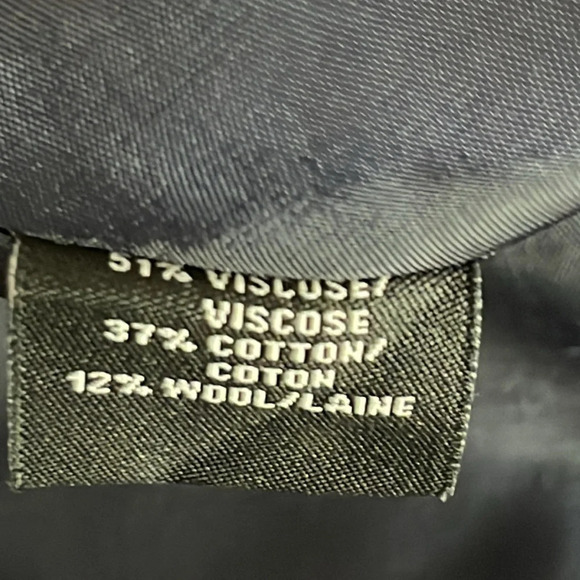 51% VISCOSE/
VISCOSE
37% COTTON/
COTON
12% WOOL/LAINE